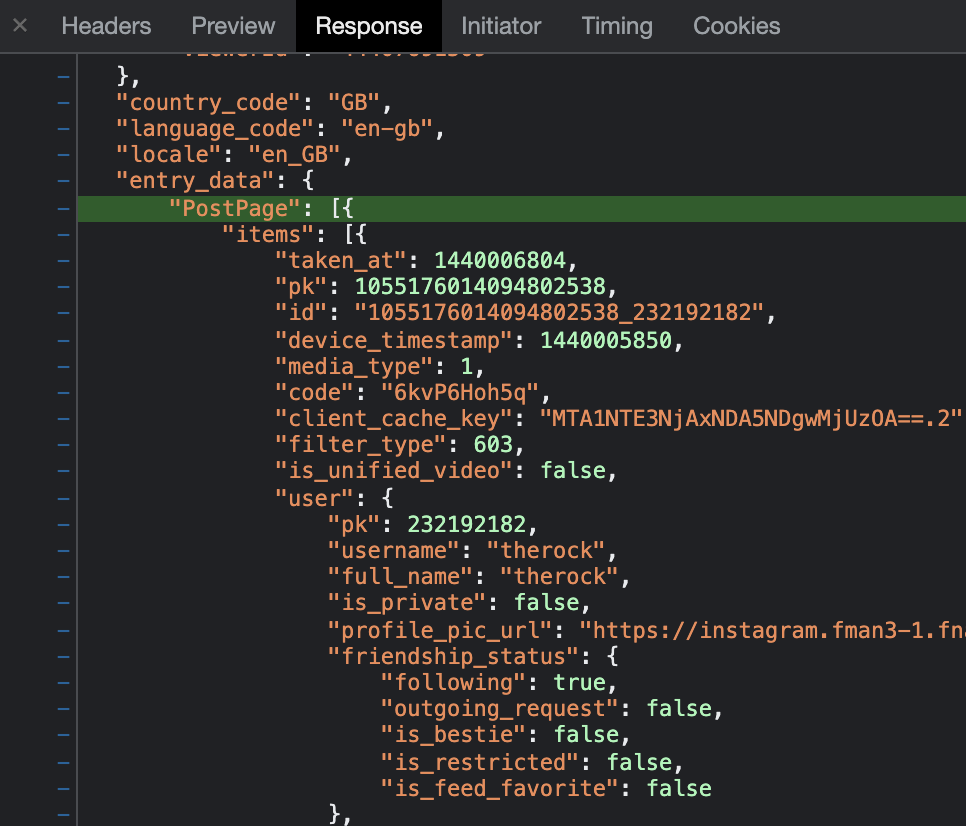 × Headers Preview Response Initiator Timing Cookies
},
"country_code": "GB",
"language_code": "en-gb",
"locale": "en_GB",
"entry_data": {
"PostPage": [{
"items": [{
"taken_at": 1440006804,
"pk": 1055176014094802538,
"id": "1055176014094802538_232192182",
"device_timestamp": 1440005850,
"media_type": 1,
"code": "6kvP6Hoh5q",
"client_cache_key": "MTA1NTE3NjAxNDA5NDgwMjUzOA==.2"
"filter_type": 603,
"is_unified_video": false,
"user": {
"pk": 232192182,
"username": "therock",
"full_name": "therock",
"is_private": false,
"profile_pic_url": "https://instagram.fman3-1.fna
"friendship_status": {
"following": true,
"outgoing_request": false,
"is_bestie": false,
"is_restricted": false,
"is_feed_favorite": false
},